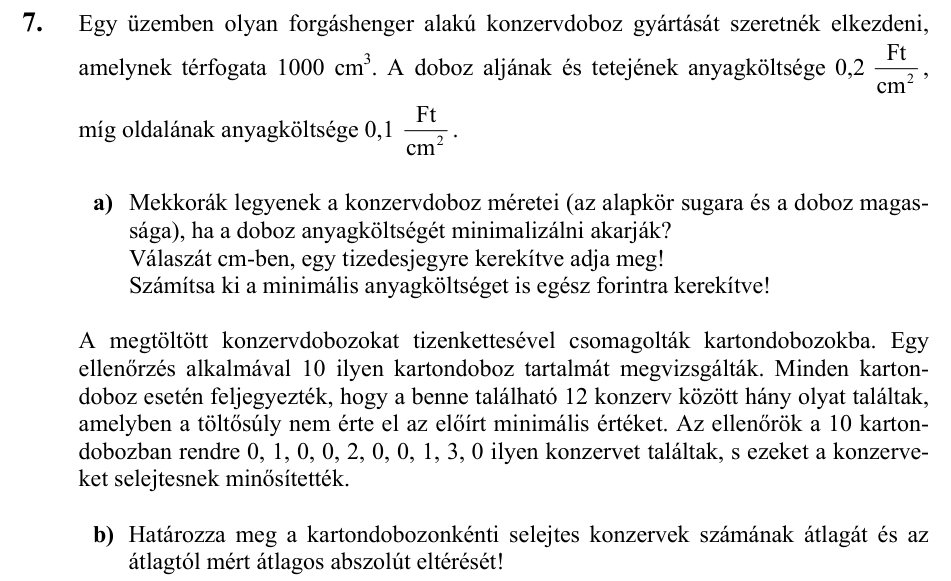 7. Egy üzemben olyan forgáshenger alakú konzervdoboz gyártását szeretnék elkezdeni,
amelynek térfogata 1000 cm³. A doboz aljának és tetejének anyagköltsége 0,2 Ft/cm²,
míg oldalának anyagköltsége 0,1 Ft/cm².
a) Mekkorák legyenek a konzervdoboz méretei (az alapkör sugara és a doboz magas-
sága), ha a doboz anyagköltségét minimalizálni akarják?
Válaszát cm-ben, egy tizedesjegyre kerekítve adja meg!
Számítsa ki a minimális anyagköltséget is egész forintra kerekítve!
A megtöltött konzervdobozokat tizenkettesével csomagolták kartondobozokba. Egy
ellenőrzés alkalmával 10 ilyen kartondoboz tartalmát megvizsgálták. Minden karton-
doboz esetén feljegyezték, hogy a benne található 12 konzerv között hány olyat találtak,
amelyben a töltősúly nem érte el az előírt minimális értéket. Az ellenőrök a 10 karton-
dobozban rendre 0, 1, 0, 0, 2, 0, 0, 1, 3, 0 ilyen konzervet találtak, s ezeket a konzerve-
ket selejtesnek minősítették.
b) Határozza meg a kartondobozonkénti selejtes konzervek számának átlagát és az
átlagtól mért átlagos abszolút eltérését!